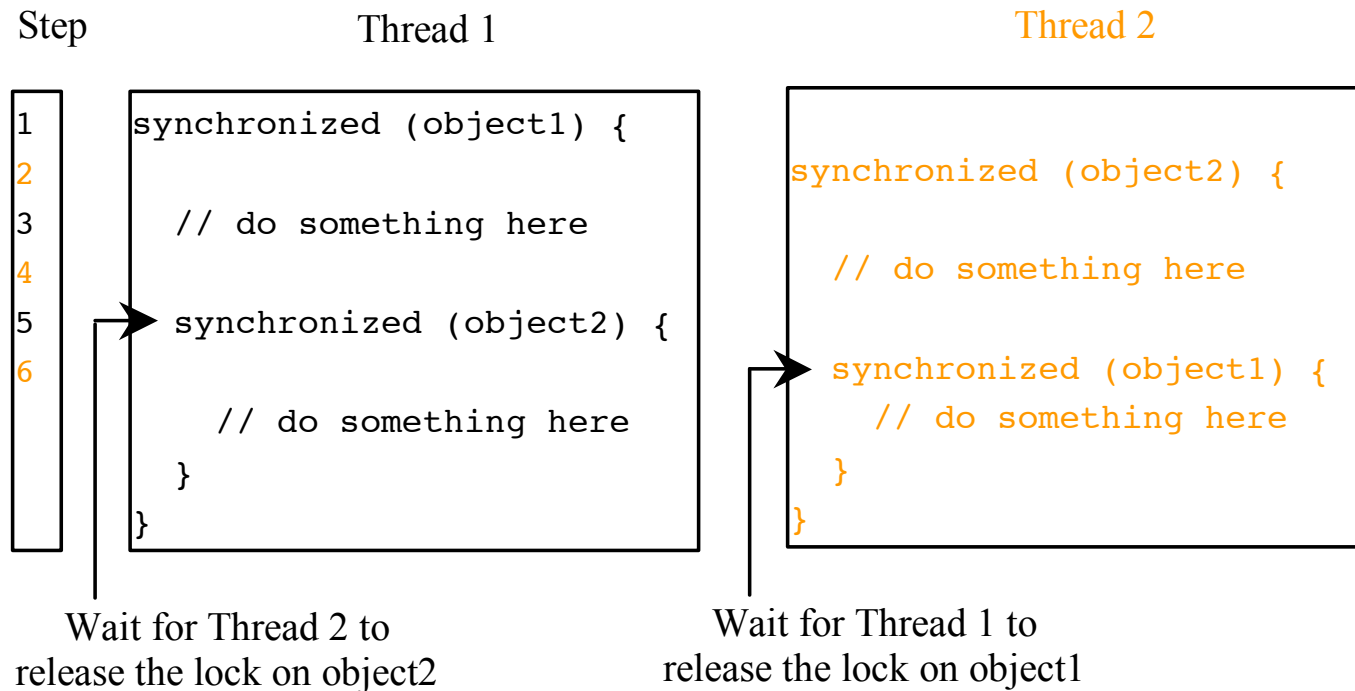 Step Thread 1 Thread 2
1 synchronized (object1) {
2 synchronized (object2) {
3 // do something here
4 // do something here
5 synchronized (object2) {
6 synchronized (object1) {
// do something here // do something here
} }
} }
Wait for Thread 2 to
release the lock on object2
Wait for Thread 1 to
release the lock on object1